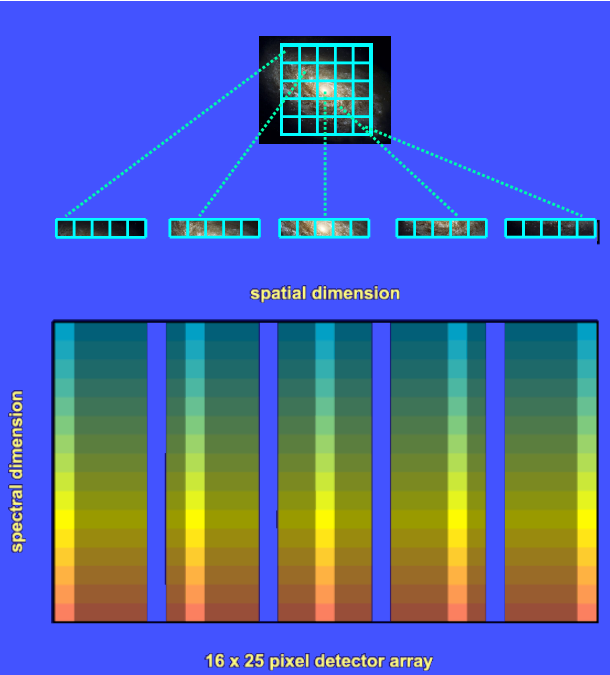 spatial dimension
spectral dimension
16 x 25 pixel detector array